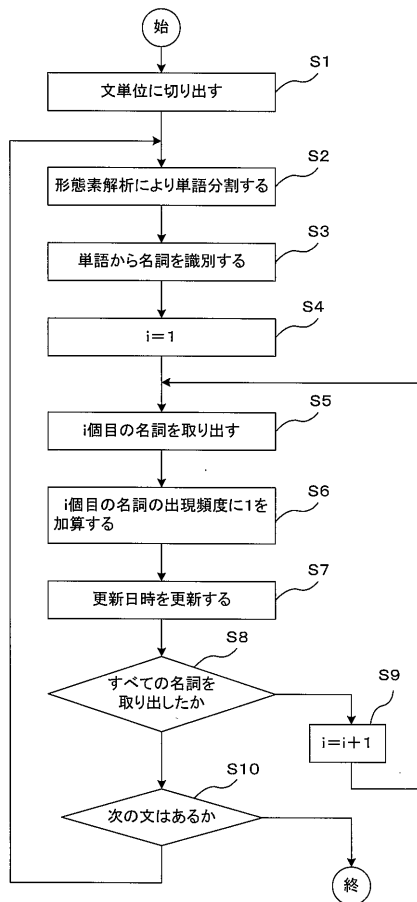 始
S1
文単位に切り出す
S2
形態素解析により単語分割する
S3
単語から名詞を識別する
S4
i=1
S5
i個目の名詞を取り出す
S6
i個目の名詞の出現頻度に1を
加算する
S7
更新日時を更新する
S8
すべての名詞を
取り出したか
S9
i=i+1
S10
次の文はあるか
終